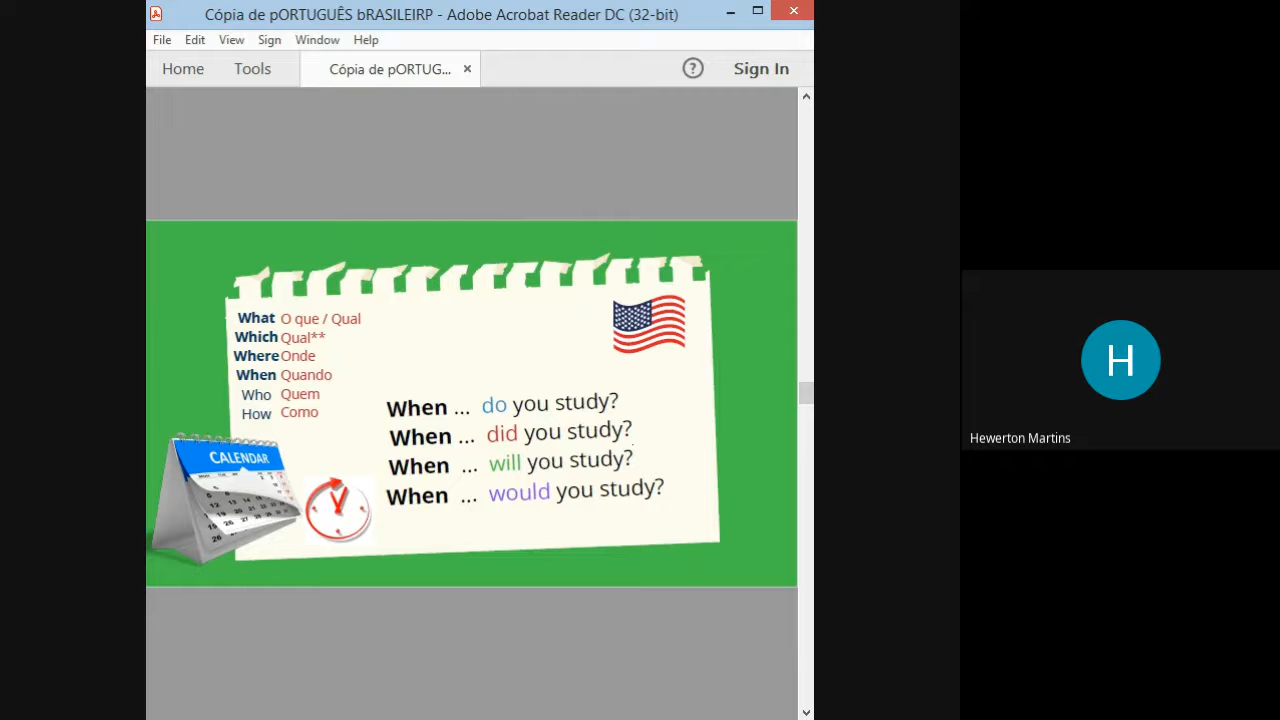 Cópia de pORTUGUÊS bRASILEIRP - Adobe Acrobat Reader DC (32-bit)
File Edit View Sign Window Help
Home Tools Cópia de pORTUG... × ? Sign In
What O que / Qual
Which Qual**
Where Onde
When Quando
Who Quem
How Como
When ... do you study?
When ... did you study?
When ... will you study?
When ... would you study?
CALENDAR
H
Hewerton Martins